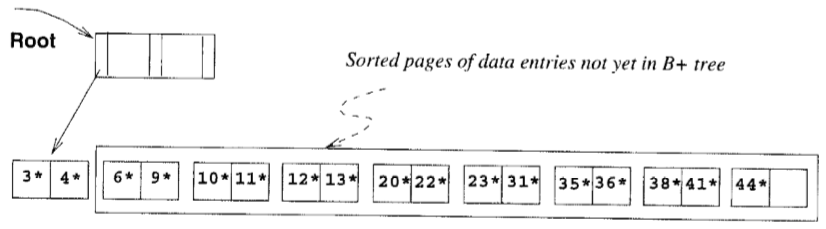 Root
Sorted pages of data entries not yet in B+ tree
3* 4* 6* 9* 10* 11* 12* 13* 20* 22* 23* 31* 35* 36* 38* 41* 44*